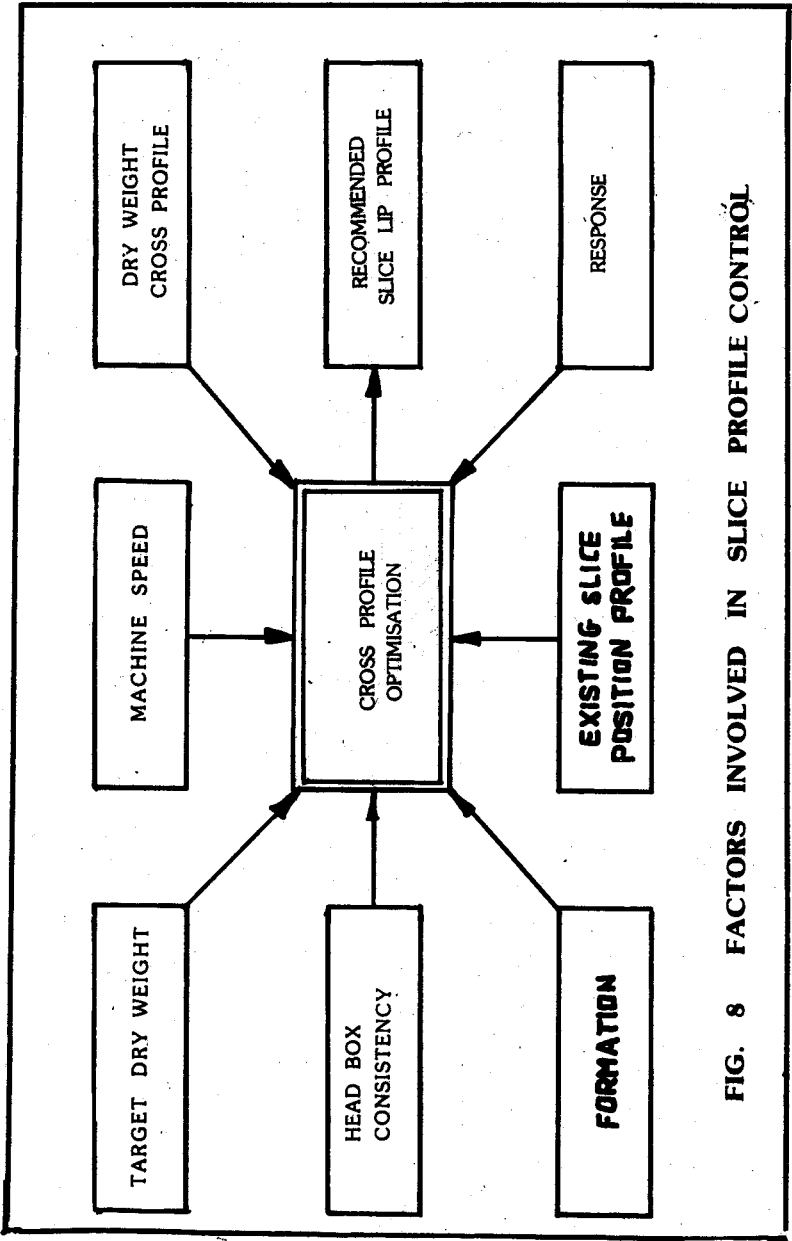 TARGET DRY WEIGHT
MACHINE SPEED
DRY WEIGHT
CROSS PROFILE
HEAD BOX
CONSISTENCY
CROSS PROFILE
OPTIMISATION
RECOMMENDED
SLICE LIP PROFILE
FORMATION
EXISTING SLICE
POSITION PROFILE
RESPONSE
FIG. 8 FACTORS INVOLVED IN SLICE PROFILE CONTROL